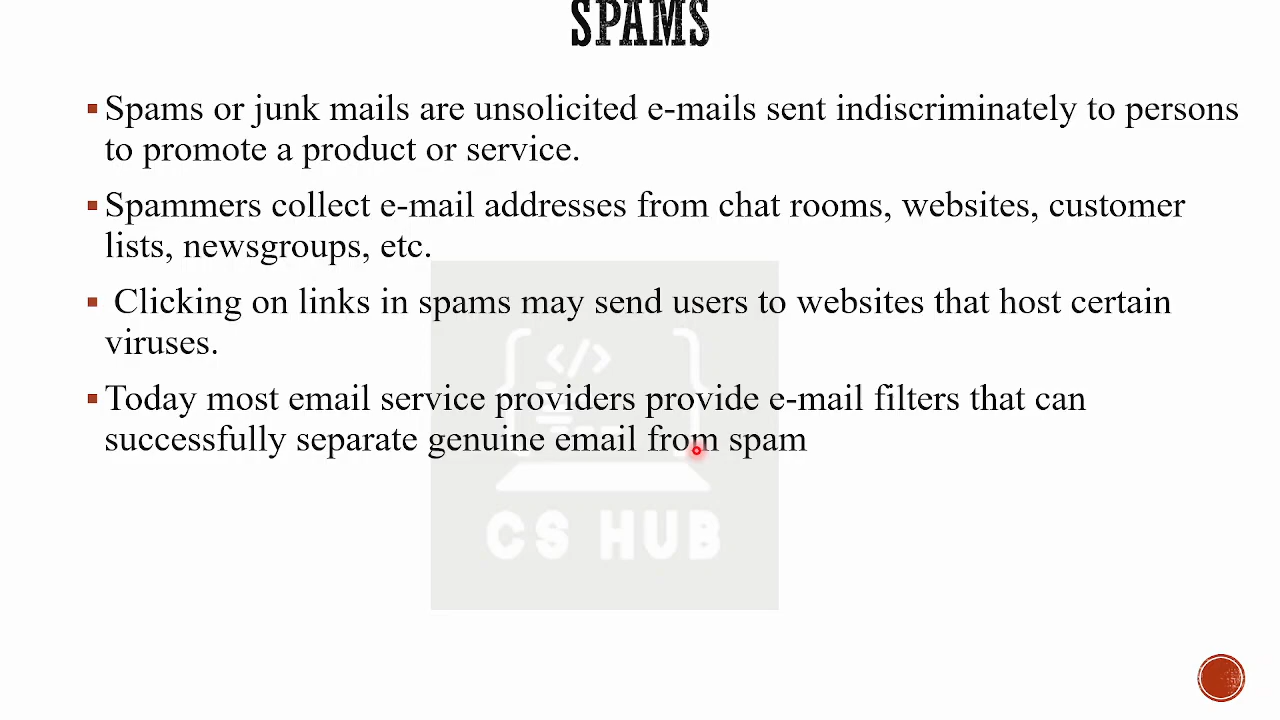 SPAMS
▪ Spams or junk mails are unsolicited e-mails sent indiscriminately to persons
to promote a product or service.
▪ Spammers collect e-mail addresses from chat rooms, websites, customer
lists, newsgroups, etc.
▪ Clicking on links in spams may send users to websites that host certain
viruses.
▪ Today most email service providers provide e-mail filters that can
successfully separate genuine email from spam
</>
CS HUB